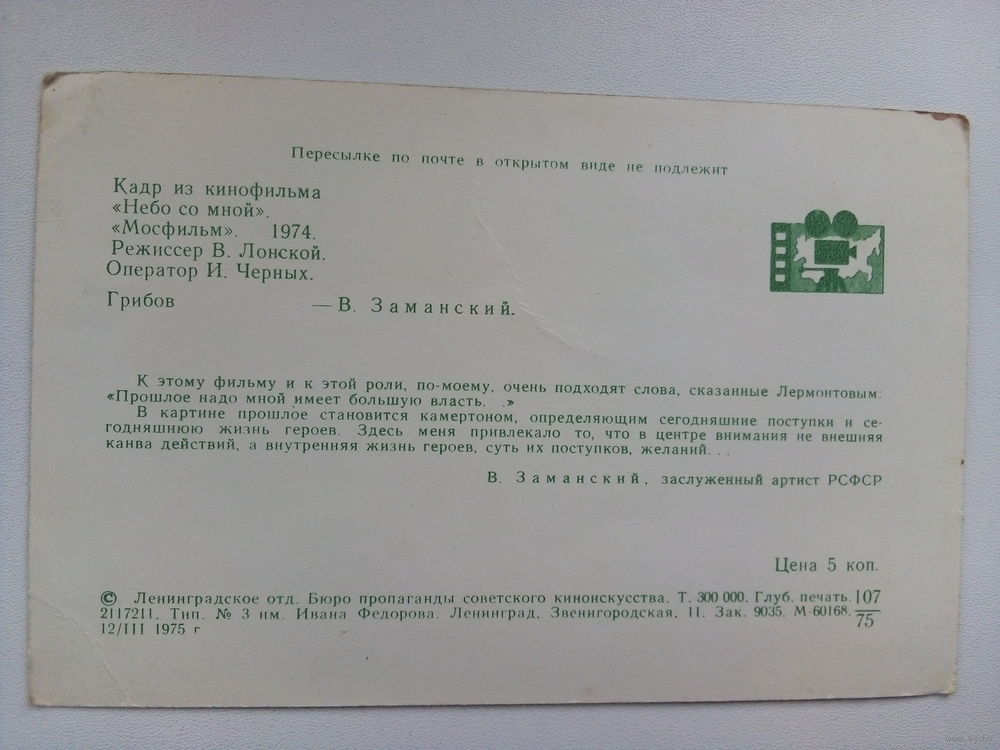 Пересылке по почте в открытом виде не подлежит
Кадр из кинофильма
«Небо со мной».
«Мосфильм». 1974.
Режиссер В. Лонской.
Оператор И. Черных.
Грибов — В. Заманский.
К этому фильму и к этой роли, по-моему, очень подходят слова, сказанные Лермонтовым:
«Прошлое надо мной имеет большую власть. . .»
В картине прошлое становится камертоном, определяющим сегодняшние поступки и се-
годняшнюю жизнь героев. Здесь меня привлекало то, что в центре внимания не внешняя
канва действий, а внутренняя жизнь героев, суть их поступков, желаний. . .
В. Заманский, заслуженный артист РСФСР
Цена 5 коп.
© Ленинградское отд. Бюро пропаганды советского киноискусства. Т. 300 000. Глуб. печать. 107/75
2117211. Тип. № 3 им. Ивана Федорова. Ленинград, Звенигородская, 11. Зак. 9035. М-60168.
12/III 1975 г